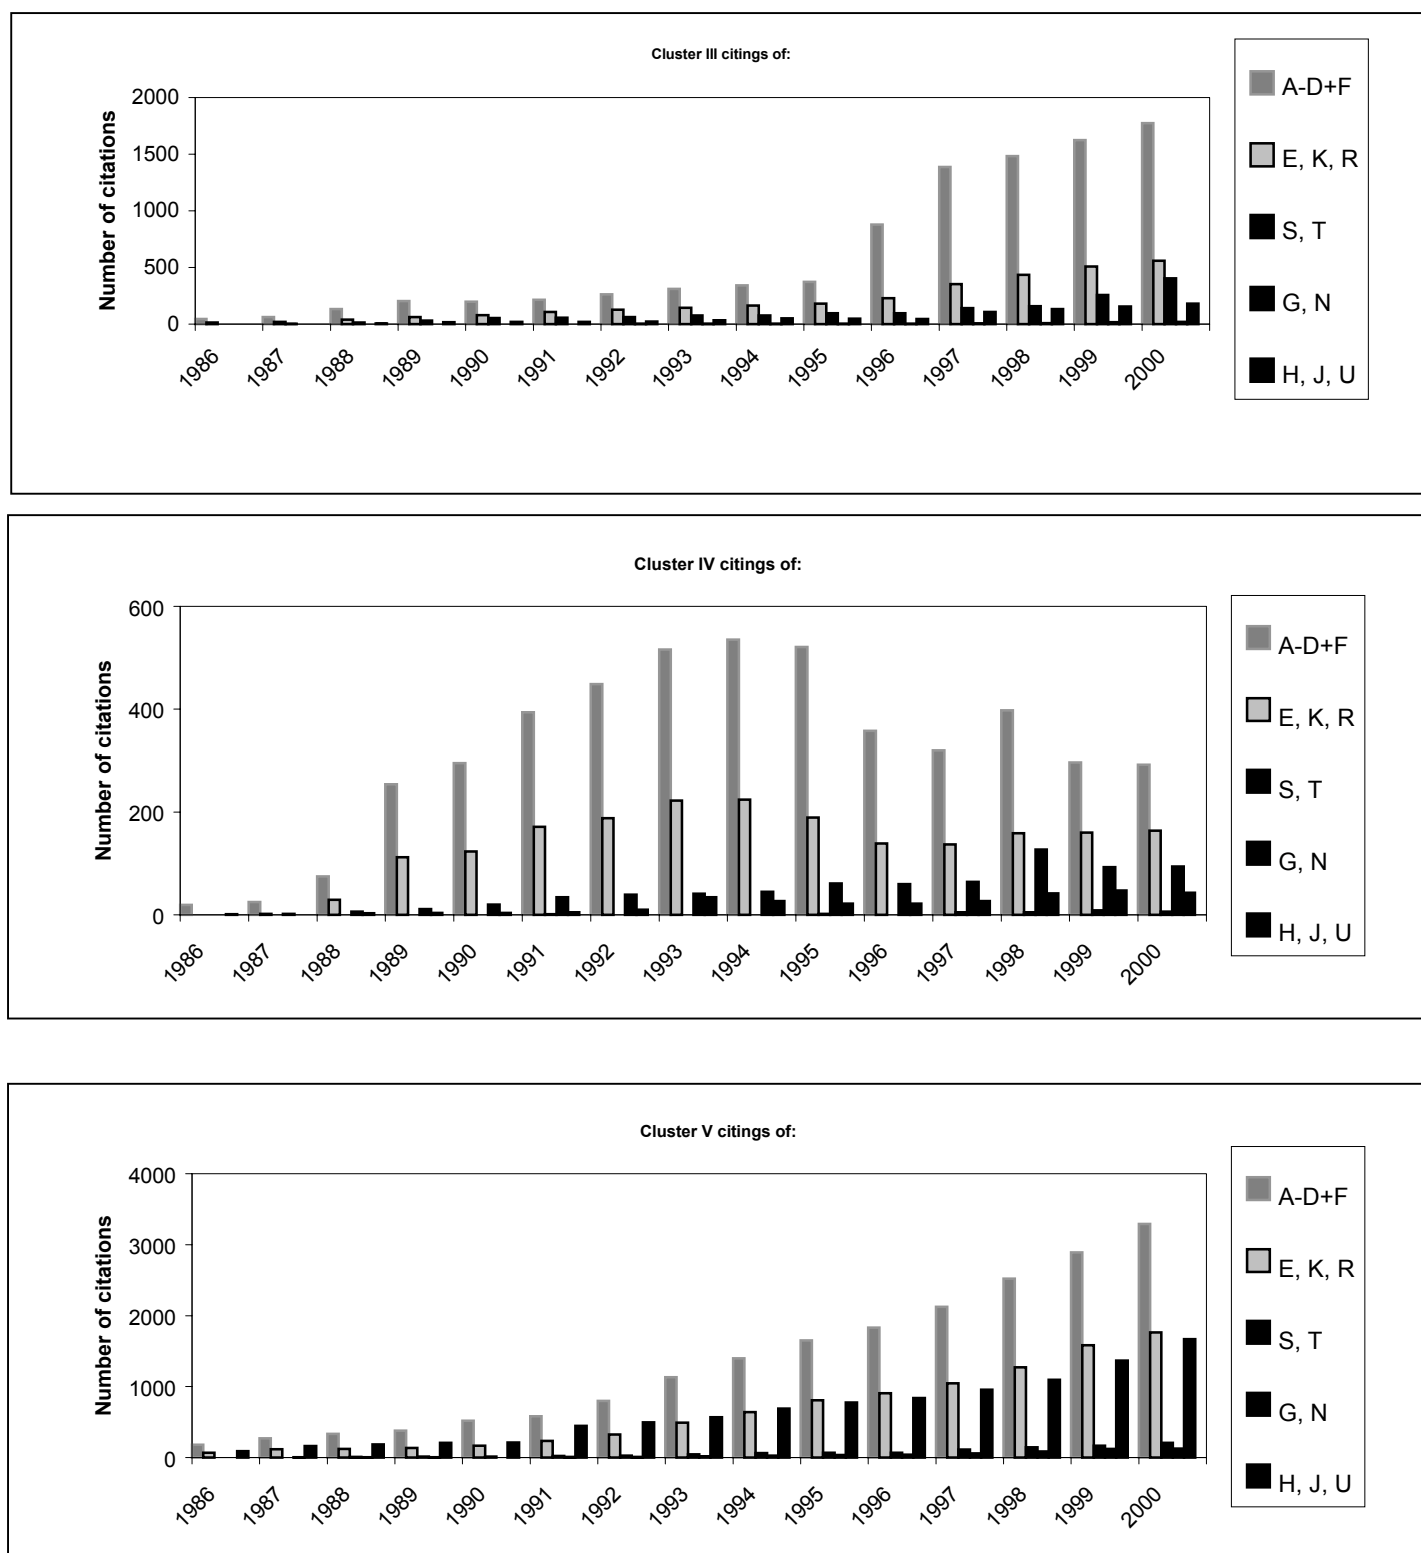 Cluster III citings of:
Number of citations
2000
1500
1000
500
0
1986 1987 1988 1989 1990 1991 1992 1993 1994 1995 1996 1997 1998 1999 2000
A-D+F
E, K, R
S, T
G, N
H, J, U
Cluster IV citings of:
Number of citations
600
400
200
0
1986 1987 1988 1989 1990 1991 1992 1993 1994 1995 1996 1997 1998 1999 2000
A-D+F
E, K, R
S, T
G, N
H, J, U
Cluster V citings of:
Number of citations
4000
3000
2000
1000
0
1986 1987 1988 1989 1990 1991 1992 1993 1994 1995 1996 1997 1998 1999 2000
A-D+F
E, K, R
S, T
G, N
H, J, U